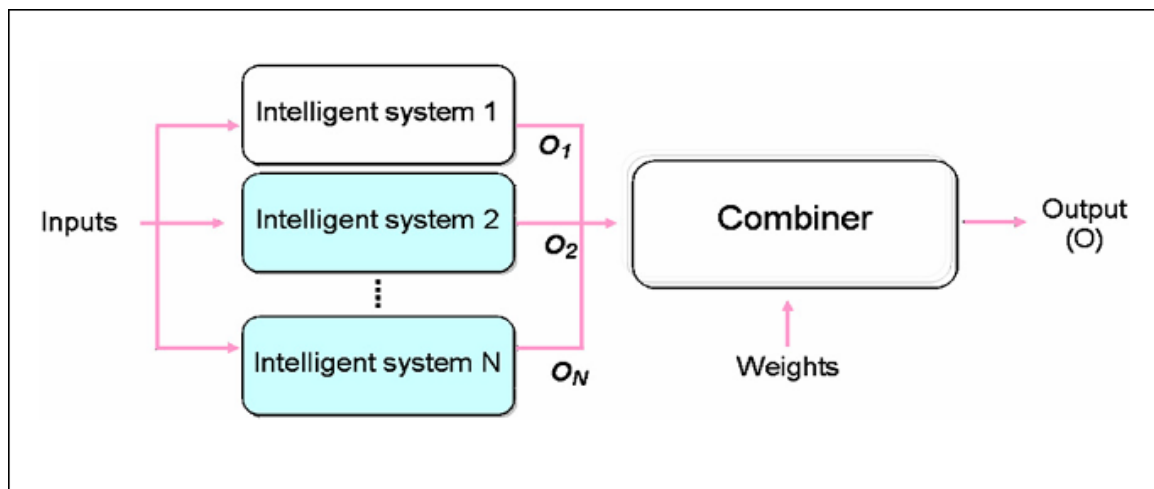 Intelligent system 1
O1
Inputs
Intelligent system 2
O2
Combiner
Output
(O)
Intelligent system N
ON
Weights